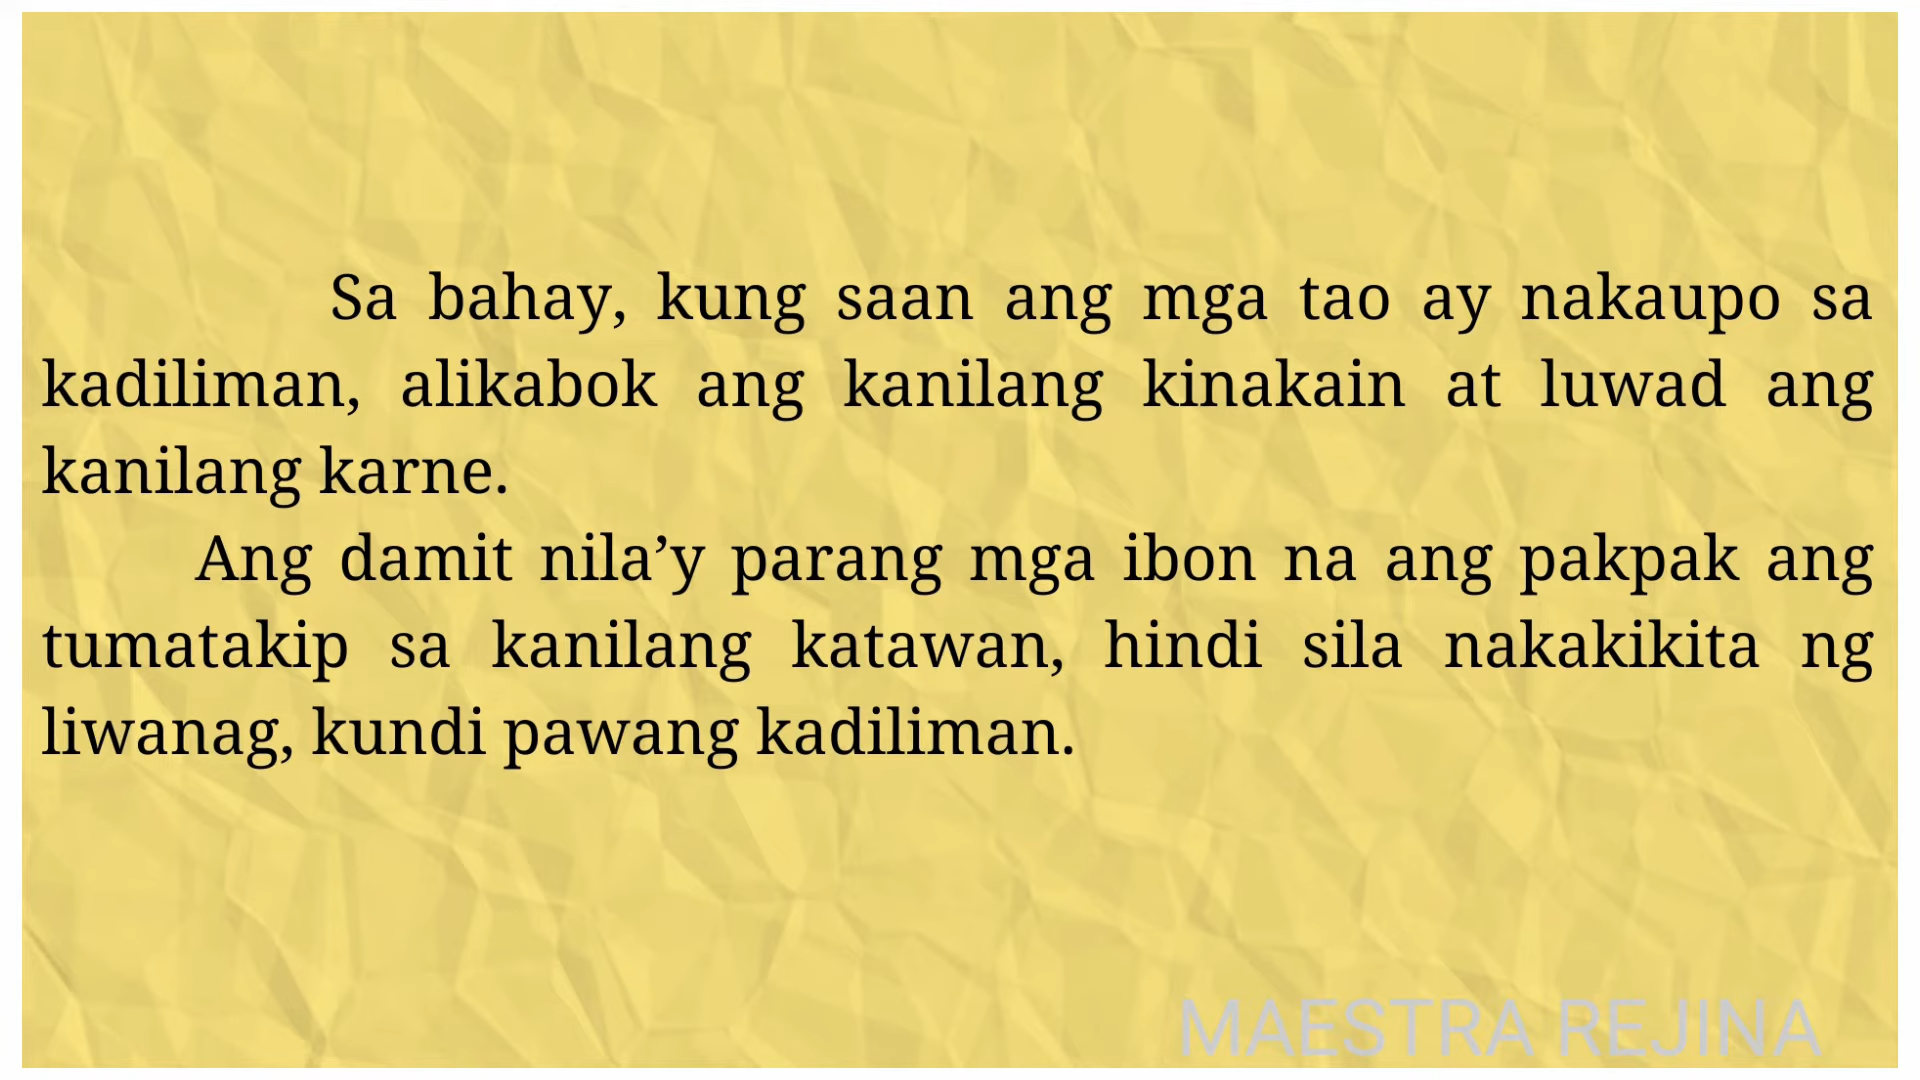 Sa bahay, kung saan ang mga tao ay nakaupo sa
kadiliman, alikabok ang kanilang kinakain at luwad ang
kanilang karne.
Ang damit nila’y parang mga ibon na ang pakpak ang
tumatakip sa kanilang katawan, hindi sila nakakikita ng
liwanag, kundi pawang kadiliman.
MAESTRA REJINA